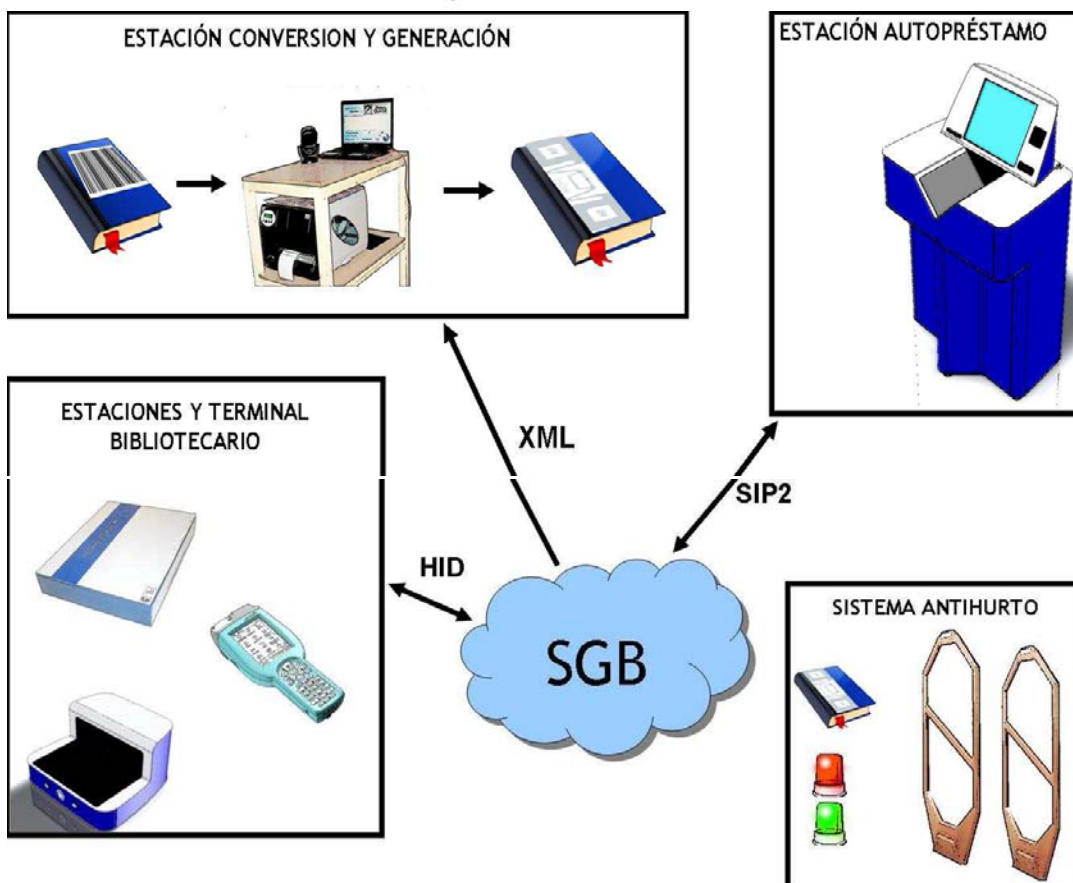 ESTACIÓN CONVERSION Y GENERACIÓN
ESTACIÓN AUTOPRÉSTAMO
ESTACIONES Y TERMINAL
BIBLIOTECARIO
XML
SIP2
HID
SGB
SISTEMA ANTIHURTO